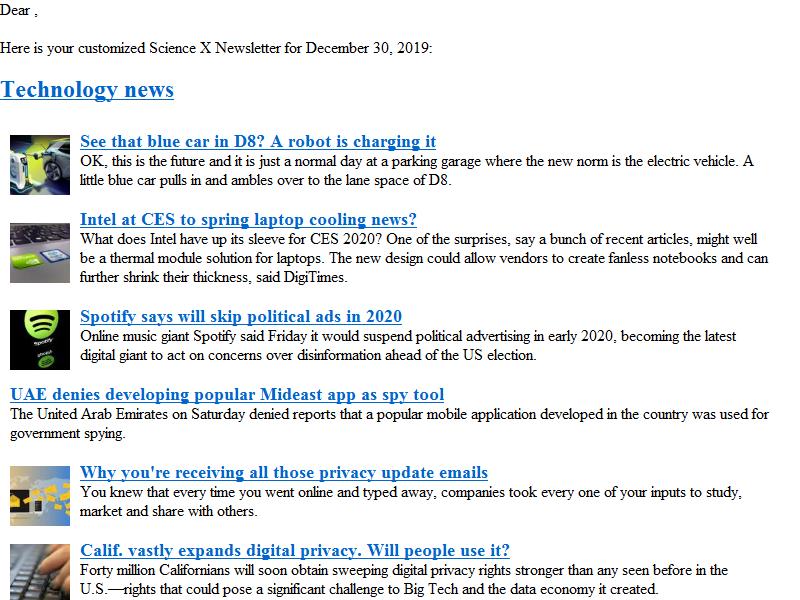 Dear ,
Here is your customized Science X Newsletter for December 30, 2019:
Technology news
See that blue car in D8? A robot is charging it
OK, this is the future and it is just a normal day at a parking garage where the new norm is the electric vehicle. A
little blue car pulls in and ambles over to the lane space of D8.
Intel at CES to spring laptop cooling news?
What does Intel have up its sleeve for CES 2020? One of the surprises, say a bunch of recent articles, might well
be a thermal module solution for laptops. The new design could allow vendors to create fanless notebooks and can
further shrink their thickness, said DigiTimes.
Spotify says will skip political ads in 2020
Online music giant Spotify said Friday it would suspend political advertising in early 2020, becoming the latest
digital giant to act on concerns over disinformation ahead of the US election.
Spotify
UAE denies developing popular Mideast app as spy tool
The United Arab Emirates on Saturday denied reports that a popular mobile application developed in the country was used for
government spying.
Why you're receiving all those privacy update emails
You knew that every time you went online and typed away, companies took every one of your inputs to study,
market and share with others.
Calif. vastly expands digital privacy. Will people use it?
Forty million Californians will soon obtain sweeping digital privacy rights stronger than any seen before in the
U.S.—rights that could pose a significant challenge to Big Tech and the data economy it created.